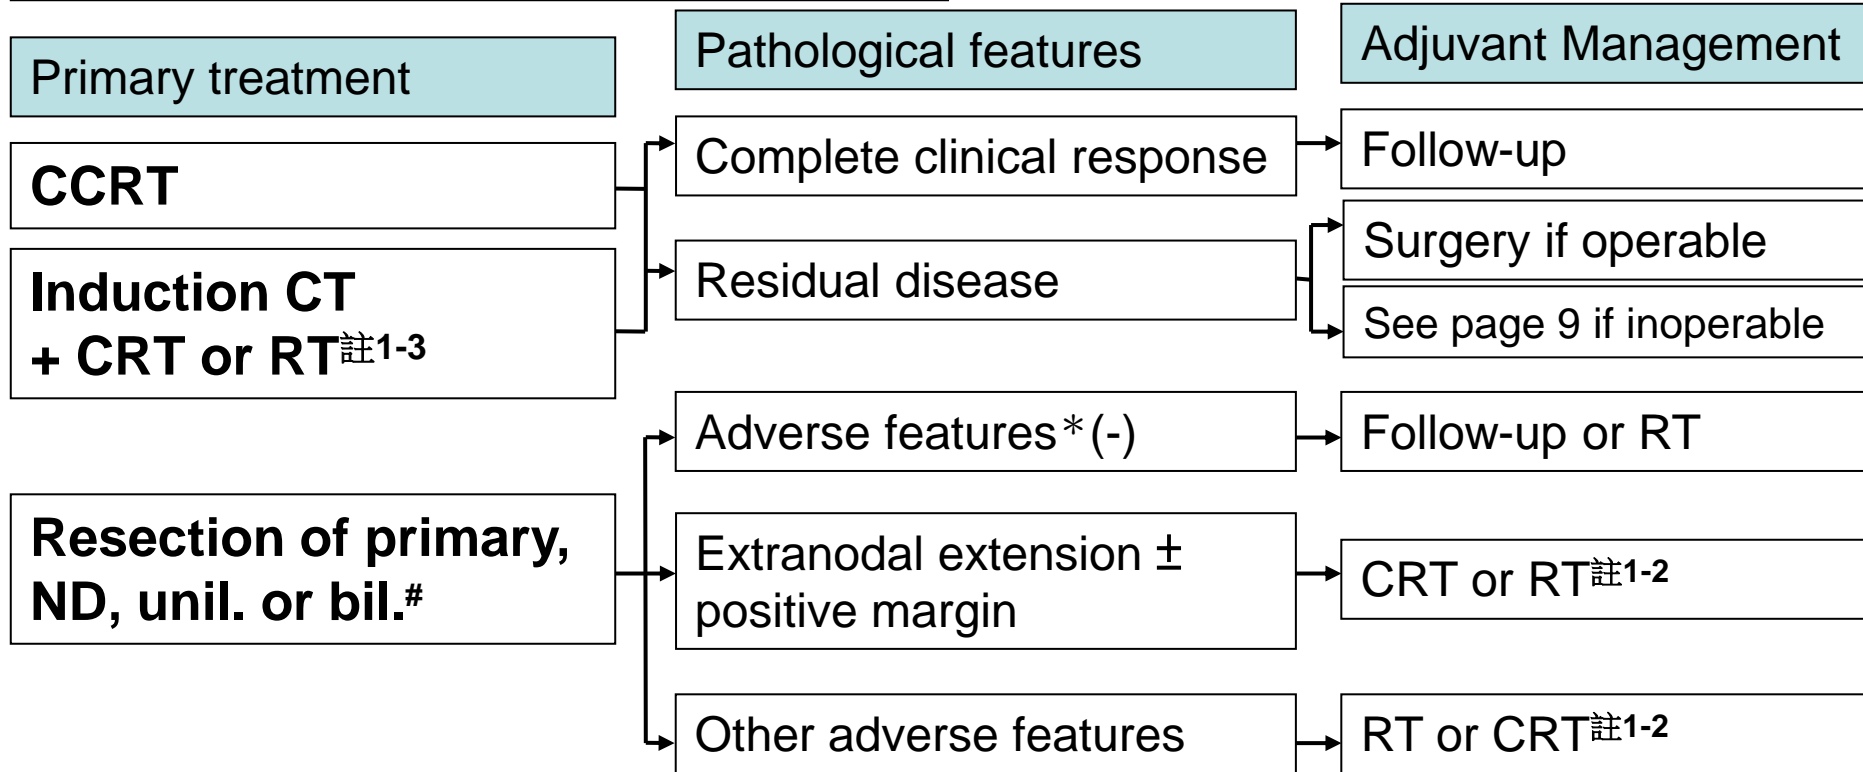 Primary treatment
Pathological features
Adjuvant Management
CCRT
Complete clinical response
Follow-up
Induction CT
+ CRT or RT註1-3
Residual disease
Surgery if operable
See page 9 if inoperable
Resection of primary,
ND, unil. or bil.#
Adverse features*(-)
Follow-up or RT
Extranodal extension ±
positive margin
CRT or RT註1-2
Other adverse features
RT or CRT註1-2